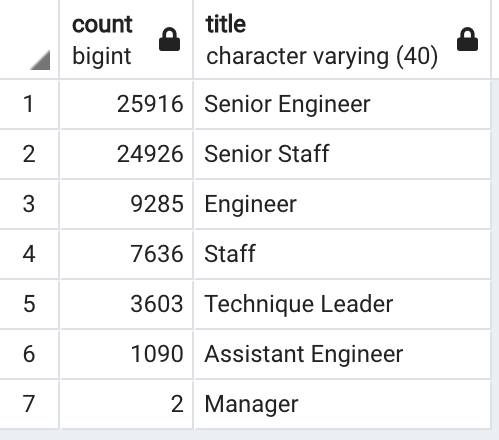 count title
bigint character varying (40)
1 25916 Senior Engineer
2 24926 Senior Staff
3 9285 Engineer
4 7636 Staff
5 3603 Technique Leader
6 1090 Assistant Engineer
7 2 Manager